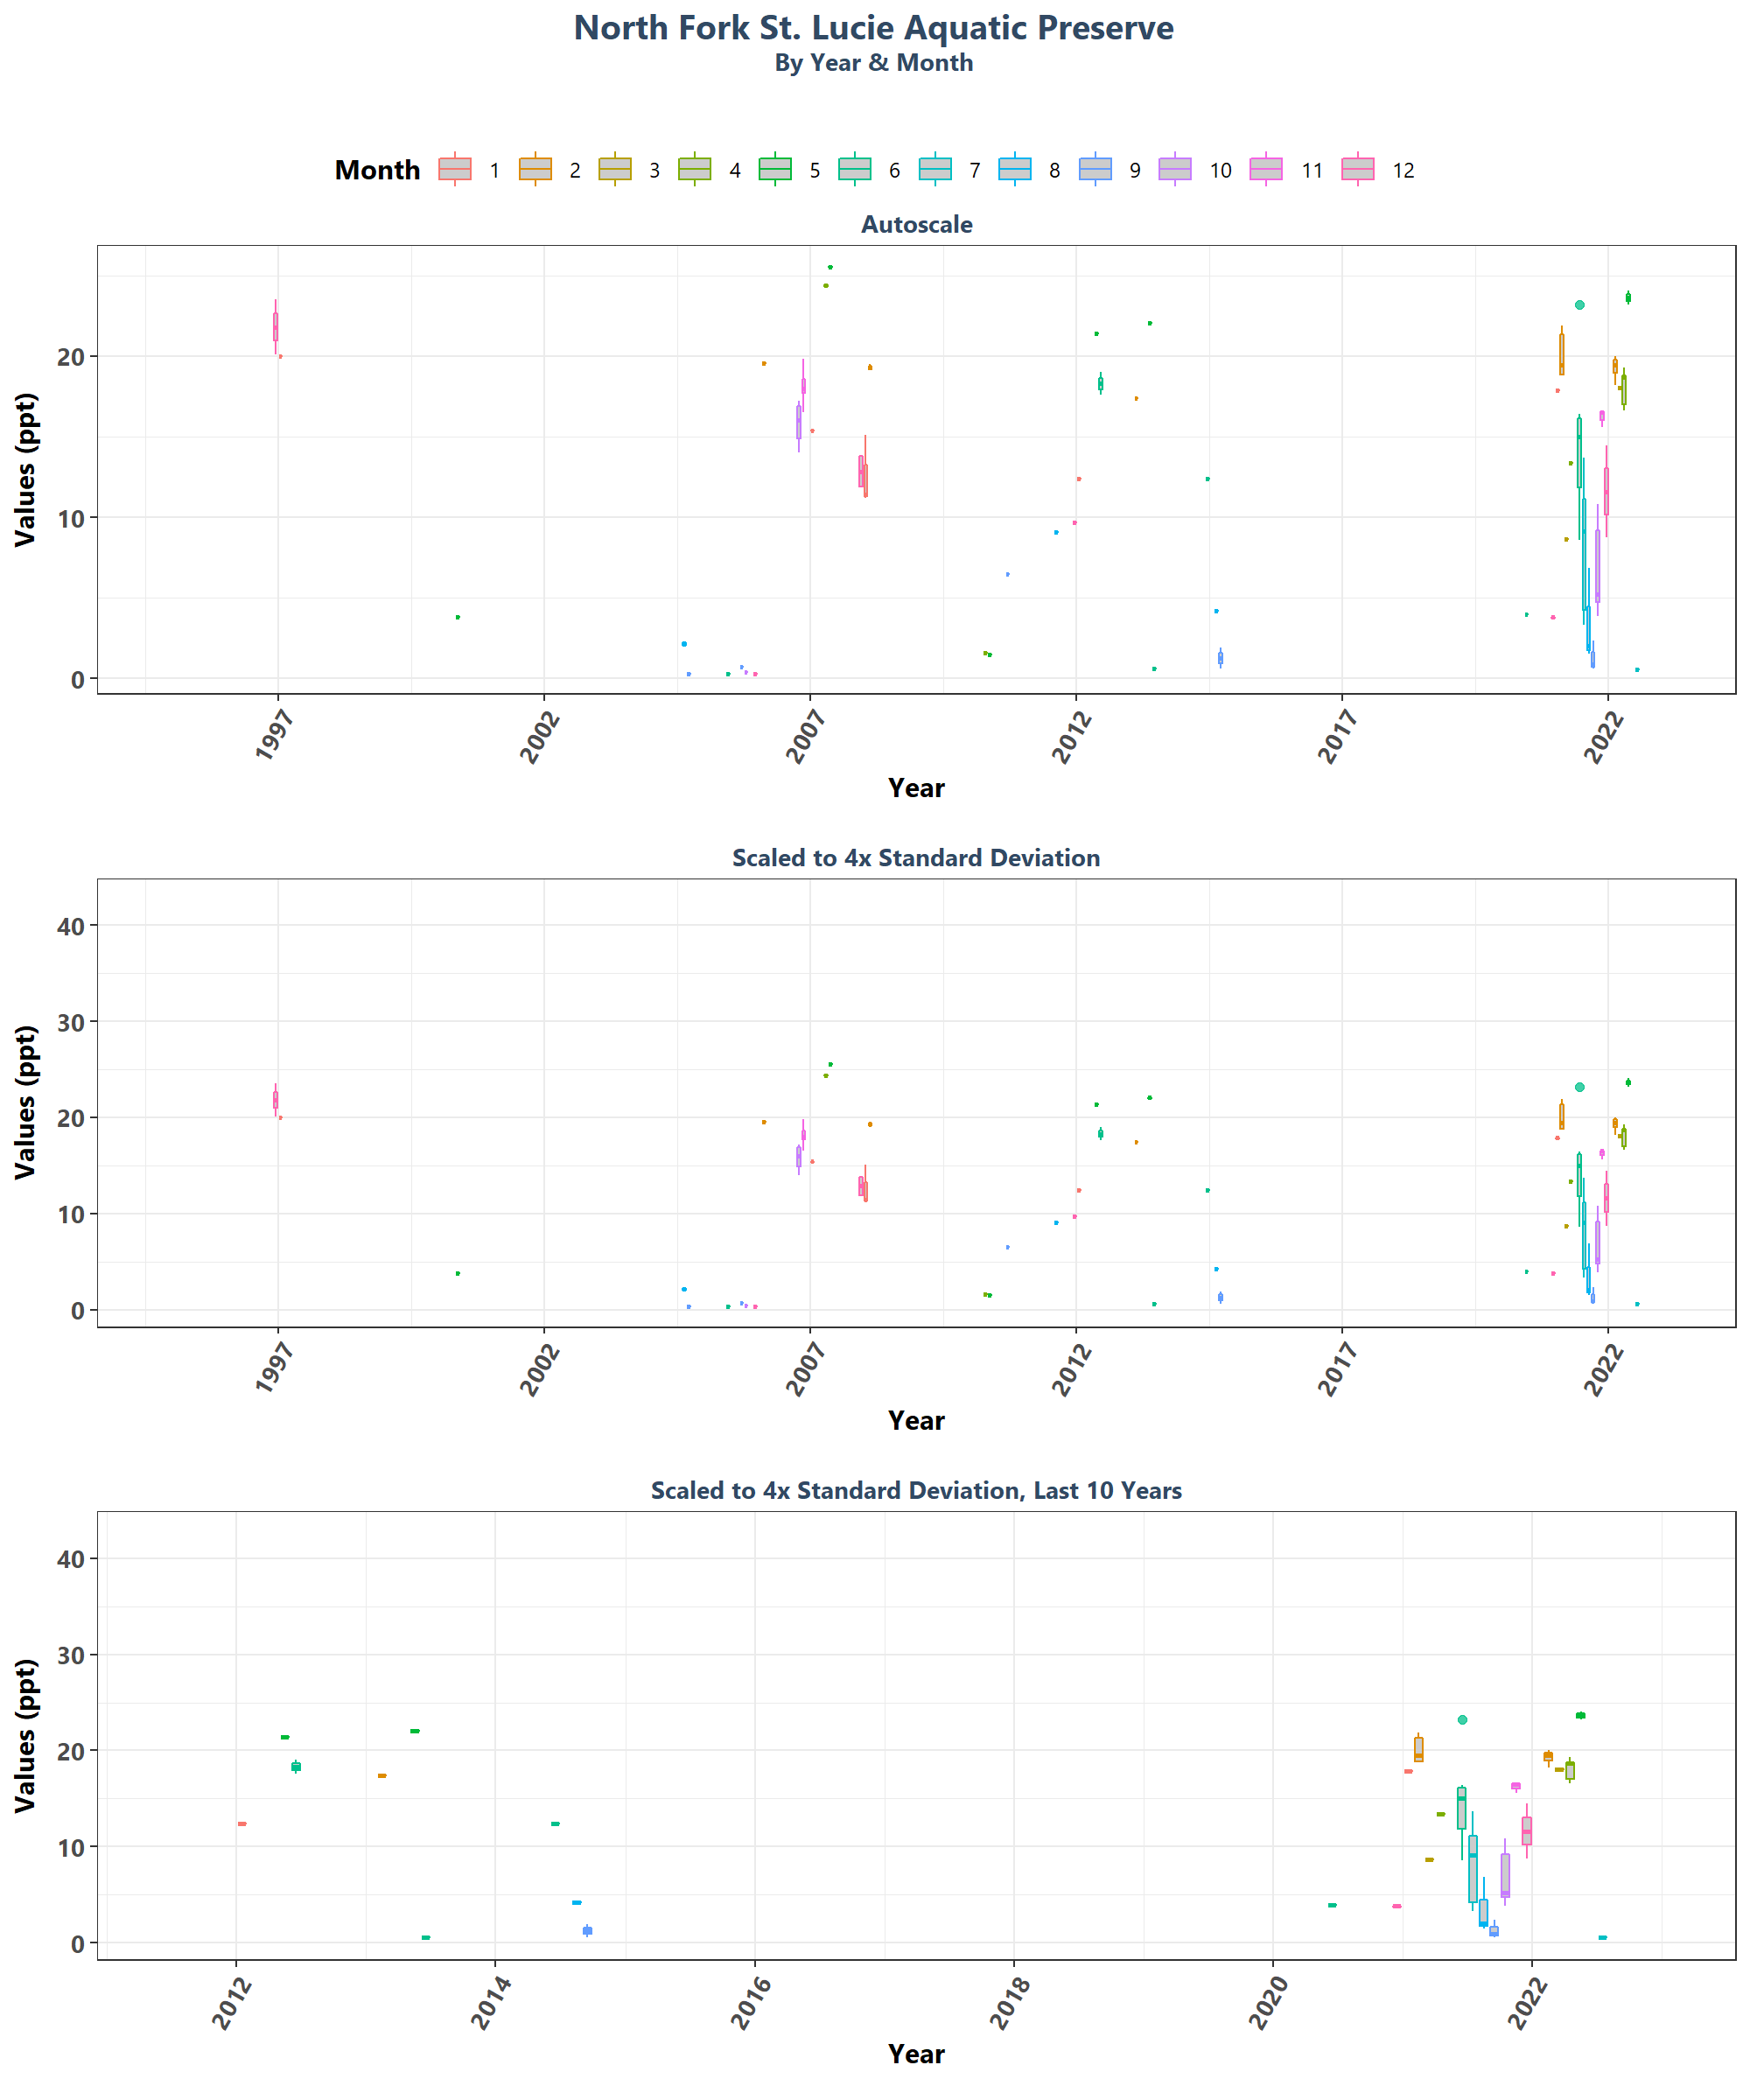 North Fork St. Lucie Aquatic Preserve
By Year & Month
Month 1 2 3 4 5 6 7 8 9 10 11 12
Autoscale
Values (ppt)
20
10
0
1997 2002 2007 2012 2017 2022
Year
Scaled to 4x Standard Deviation
Values (ppt)
40
30
20
10
0
1997 2002 2007 2012 2017 2022
Year
Scaled to 4x Standard Deviation, Last 10 Years
Values (ppt)
40
30
20
10
0
2012 2014 2016 2018 2020 2022
Year